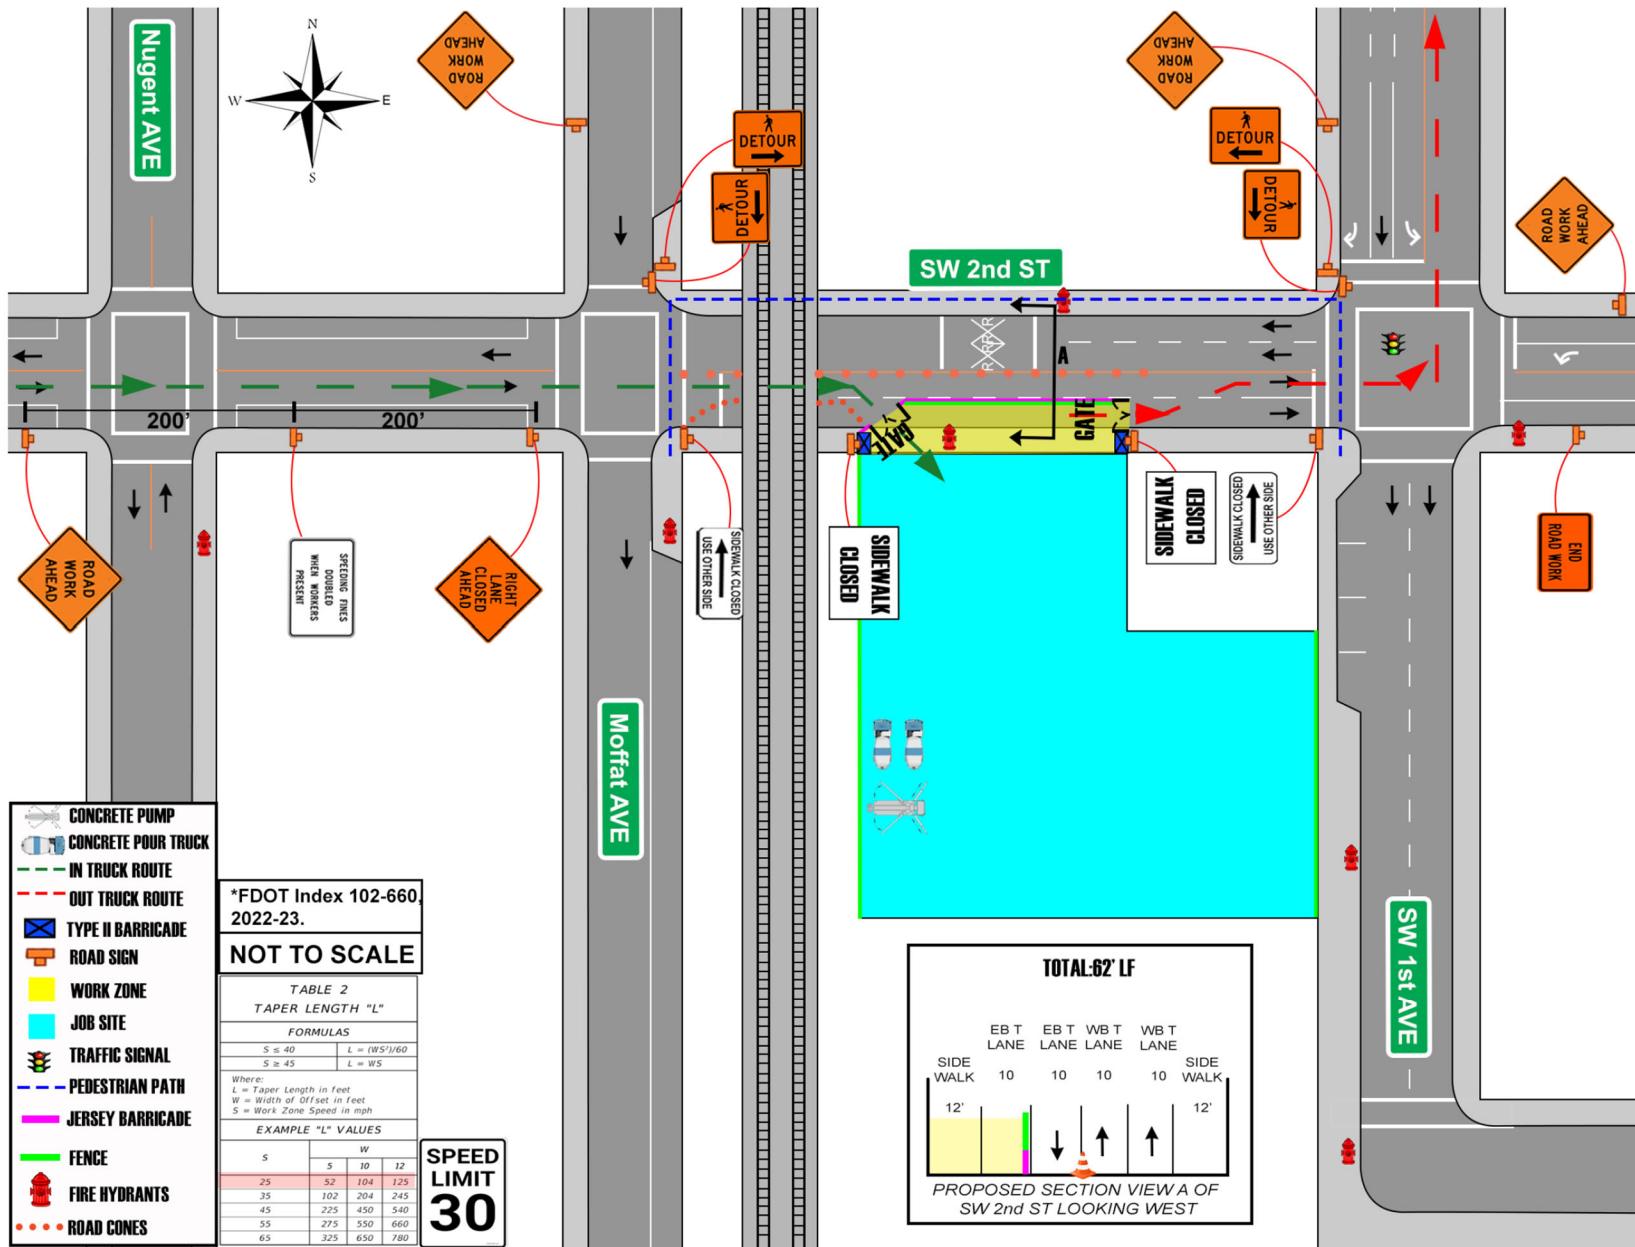 Nugent AVE
N
W
E
S
ROAD
WORK
AHEAD
DETOUR
DETOUR
ROAD
WORK
AHEAD
DETOUR
DETOUR
ROAD
WORK
AHEAD
SW 2nd ST
R R
R R
A
200'
200'
GATE
GATE
ROAD
WORK
AHEAD
SPEEDING FINES
DOUBLED
WHEN WORKERS
PRESENT
RIGHT
LANE
CLOSED
AHEAD
SIDEWALK CLOSED
USE OTHER SIDE
SIDEWALK
CLOSED
SIDEWALK
CLOSED
SIDEWALK CLOSED
USE OTHER SIDE
END
ROAD WORK
Moffat AVE
SW 1st AVE
CONCRETE PUMP
CONCRETE POUR TRUCK
IN TRUCK ROUTE
OUT TRUCK ROUTE
TYPE II BARRICADE
ROAD SIGN
WORK ZONE
JOB SITE
TRAFFIC SIGNAL
PEDESTRIAN PATH
JERSEY BARRICADE
FENCE
FIRE HYDRANTS
ROAD CONES
*FDOT Index 102-660,
2022-23.
NOT TO SCALE
TABLE 2
TAPER LENGTH "L"
FORMULAS
S ≤ 40 L = (WS²)/60
S ≥ 45 L = WS
Where:
L = Taper Length in feet
W = Width of Offset in feet
S = Work Zone Speed in mph
EXAMPLE "L" VALUES
S W
5 10 12
25 52 104 125
35 102 204 245
45 225 450 540
55 275 550 660
65 325 650 780
SPEED
LIMIT
30
TOTAL:62' LF
EB T EB T WB T WB T
LANE LANE LANE LANE
SIDE SIDE
WALK 10 10 10 10 WALK
12' 12'
PROPOSED SECTION VIEW A OF
SW 2nd ST LOOKING WEST